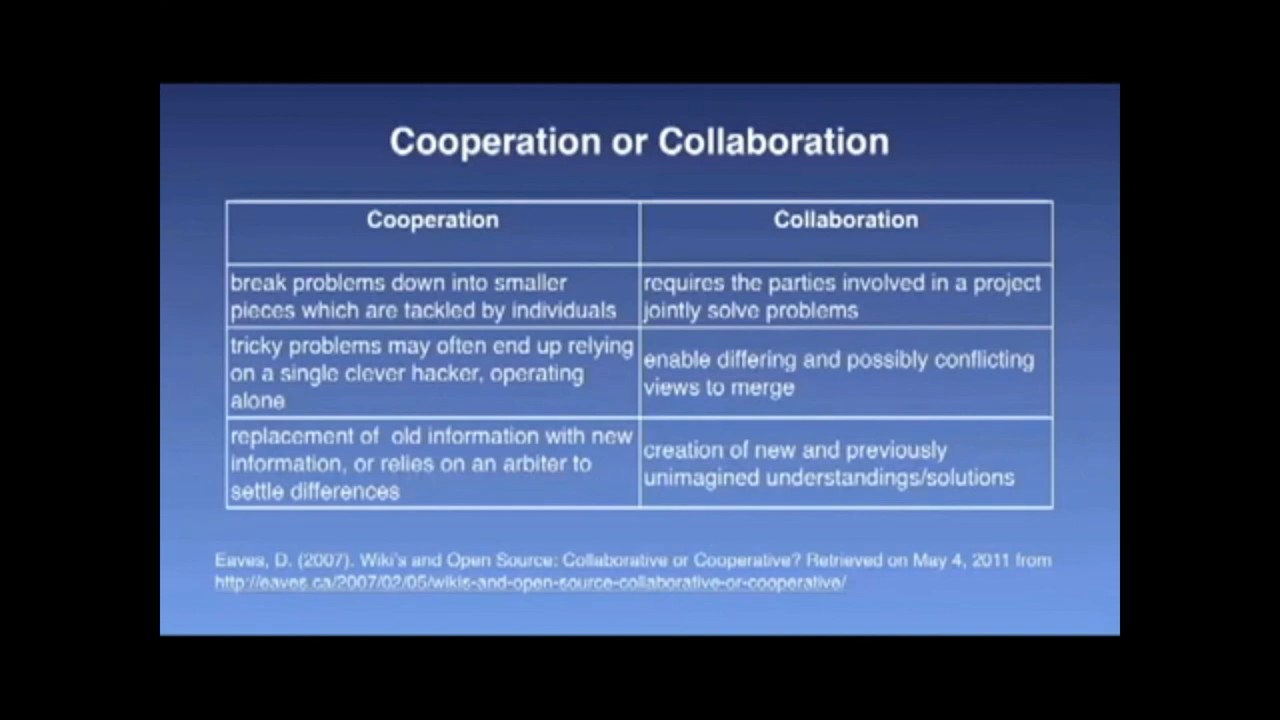 Cooperation or Collaboration
Cooperation
Collaboration
break problems down into smaller
pieces which are tackled by individuals
requires the parties involved in a project
jointly solve problems
tricky problems may often end up relying
on a single clever hacker, operating
alone
enable differing and possibly conflicting
views to merge
replacement of  old information with new
information, or relies on an arbiter to
settle differences
creation of new and previously
unimagined understandings/solutions
Eaves, D. (2007). Wiki's and Open Source: Collaborative or Cooperative? Retrieved on May 4, 2011 from
http://eaves.ca/2007/02/05/wikis-and-open-source-collaborative-or-cooperative/